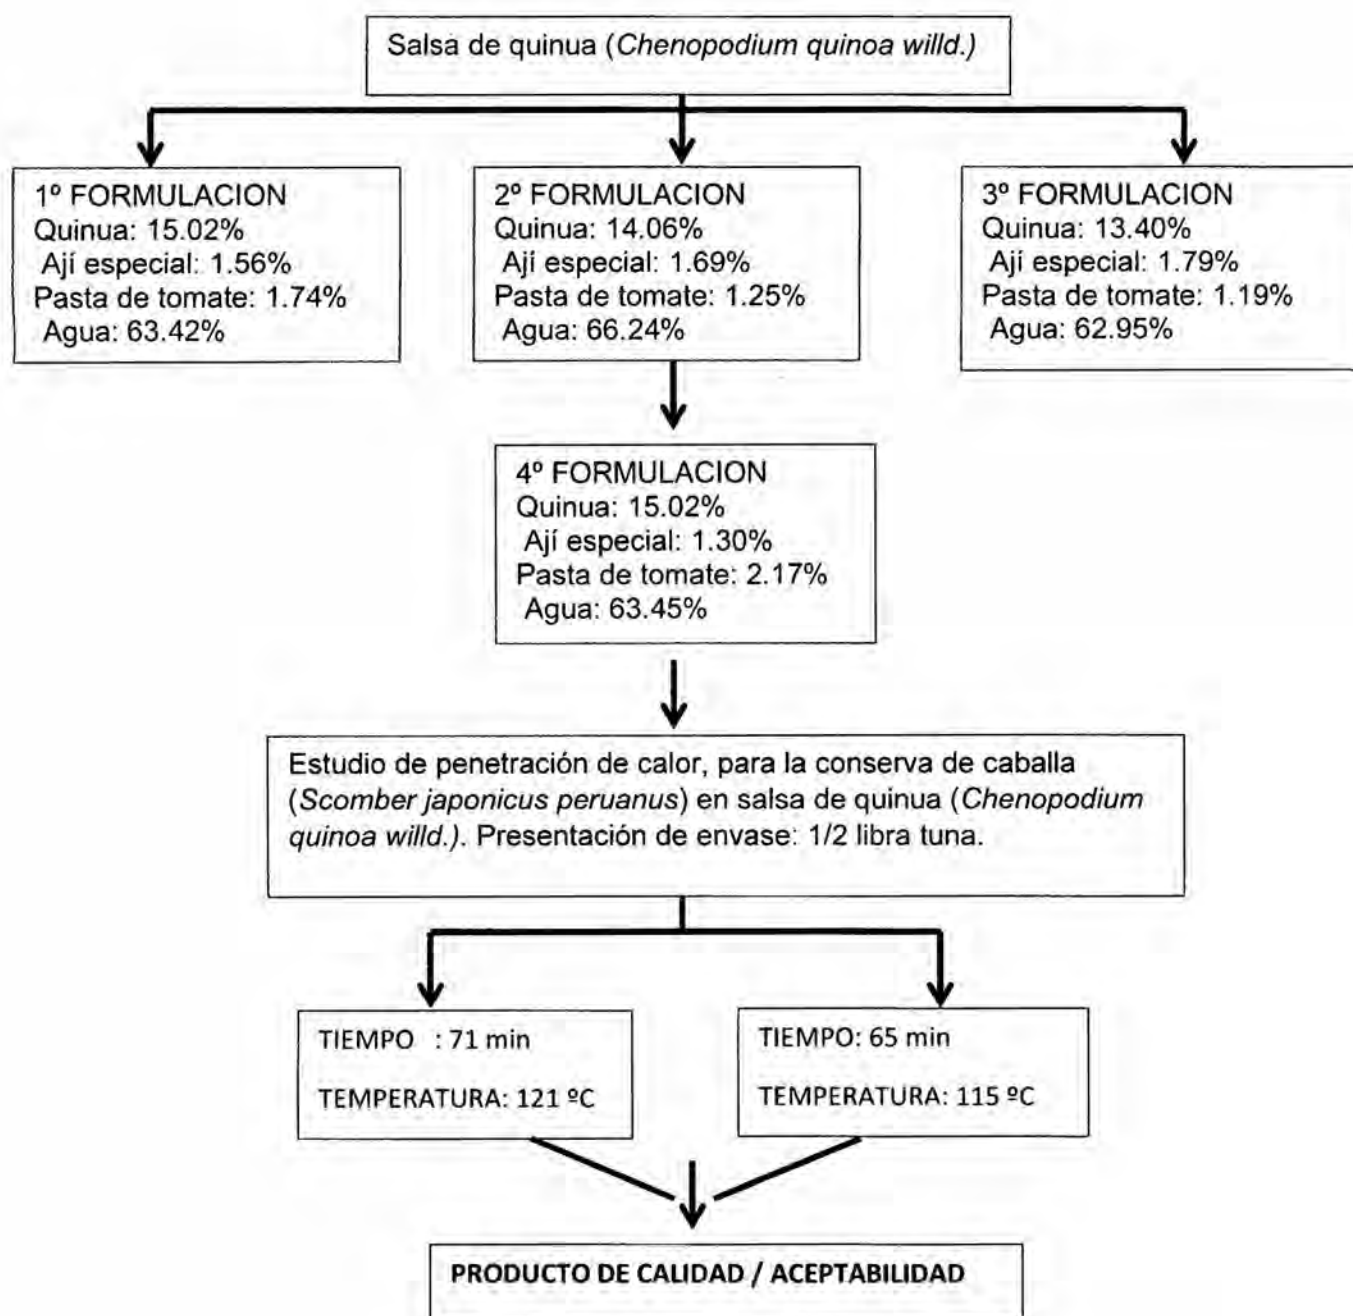 Salsa de quinua (Chenopodium quinoa willd.)
1º FORMULACION
Quinua: 15.02%
Ají especial: 1.56%
Pasta de tomate: 1.74%
Agua: 63.42%
2º FORMULACION
Quinua: 14.06%
Ají especial: 1.69%
Pasta de tomate: 1.25%
Agua: 66.24%
3º FORMULACION
Quinua: 13.40%
Ají especial: 1.79%
Pasta de tomate: 1.19%
Agua: 62.95%
4º FORMULACION
Quinua: 15.02%
Ají especial: 1.30%
Pasta de tomate: 2.17%
Agua: 63.45%
Estudio de penetración de calor, para la conserva de caballa
(Scomber japonicus peruanus) en salsa de quinua (Chenopodium
quinoa willd.). Presentación de envase: 1/2 libra tuna.
TIEMPO : 71 min
TEMPERATURA: 121 ºC
TIEMPO: 65 min
TEMPERATURA: 115 ºC
PRODUCTO DE CALIDAD / ACEPTABILIDAD